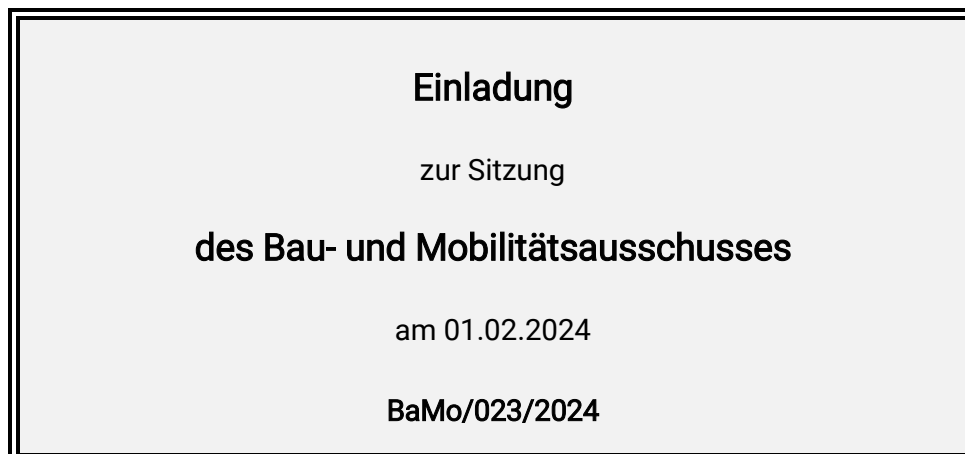 Einladung
zur Sitzung
des Bau- und Mobilitätsausschusses
am 01.02.2024
BaMo/023/2024